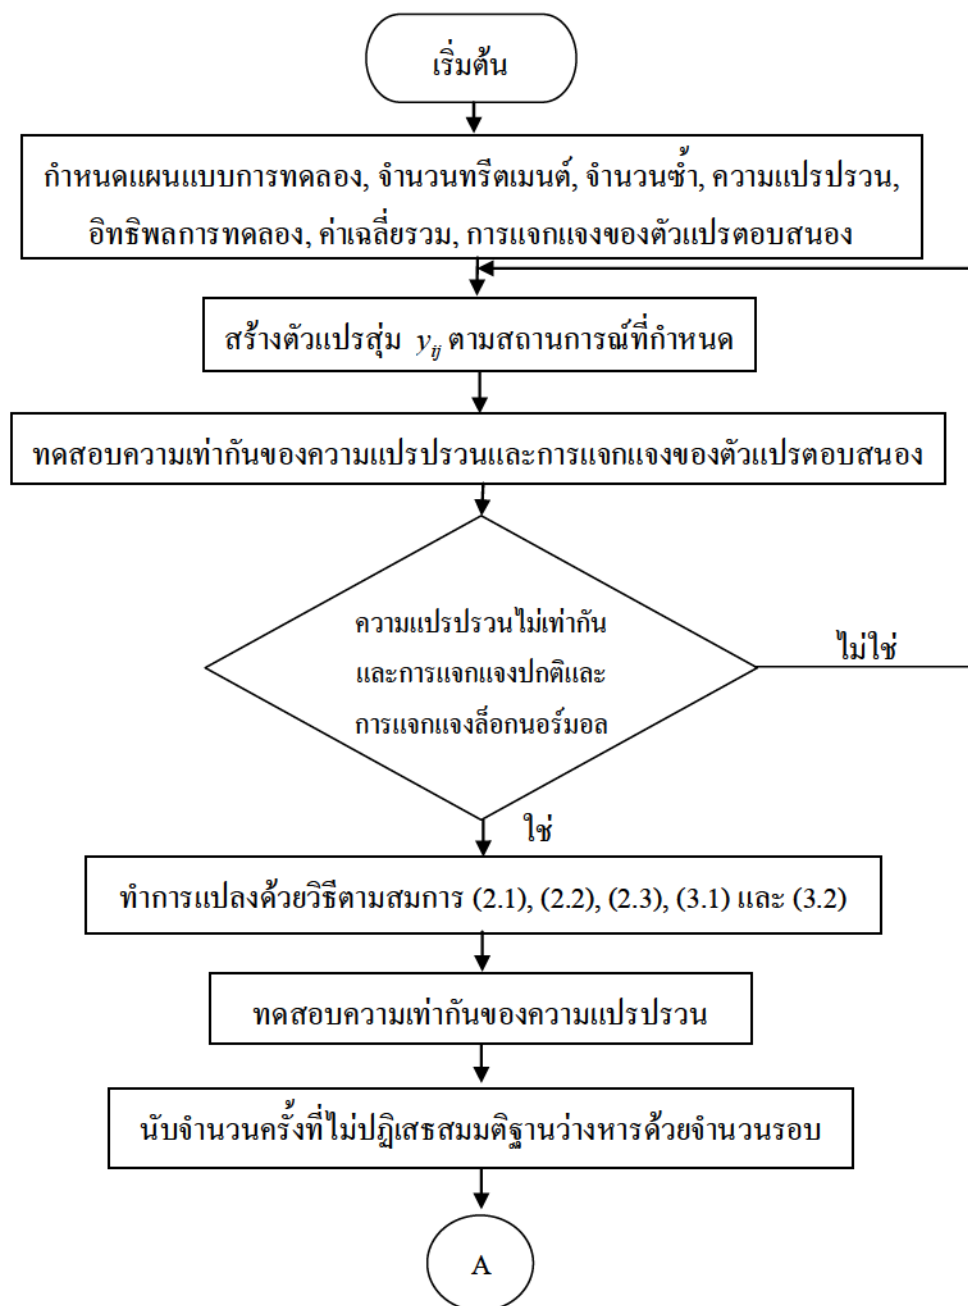 เริ่มต้น
กำหนดแผนแบบการทดลอง, จำนวนทรีตเมนต์, จำนวนซ้ำ, ความแปรปรวน,
อิทธิพลการทดลอง, ค่าเฉลี่ยรวม, การแจกแจงของตัวแปรตอบสนอง
สร้างตัวแปรสุ่ม y_{ij} ตามสถานการณ์ที่กำหนด
ทดสอบความเท่ากันของความแปรปรวนและการแจกแจงของตัวแปรตอบสนอง
ความแปรปรวนไม่เท่ากัน
และการแจกแจงปกติและ
การแจกแจงล็อกนอร์มอล
ไม่ใช่
ใช่
ทำการแปลงด้วยวิธีตามสมการ (2.1), (2.2), (2.3), (3.1) และ (3.2)
ทดสอบความเท่ากันของความแปรปรวน
นับจำนวนครั้งที่ไม่ปฏิเสธสมมติฐานว่างหารด้วยจำนวนรอบ
A